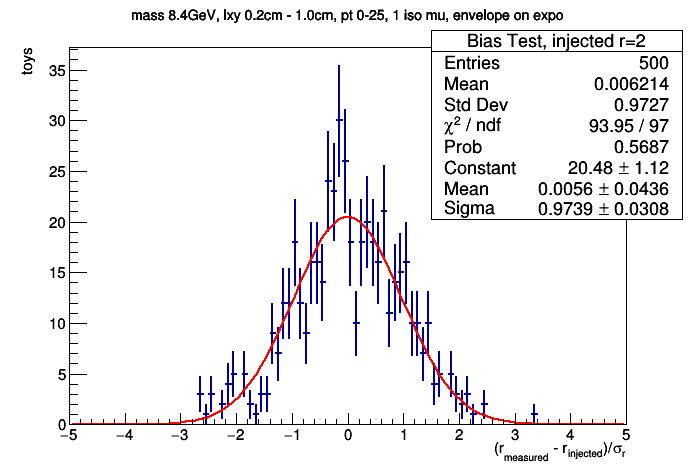 mass 8.4GeV, lxy 0.2cm - 1.0cm, pt 0-25, 1 iso mu, envelope on expo
Bias Test, injected r=2
Entries 500
Mean 0.006214
Std Dev 0.9727
χ² / ndf 93.95 / 97
Prob 0.5687
Constant 20.48 ± 1.12
Mean 0.0056 ± 0.0436
Sigma 0.9739 ± 0.0308
toys
35
30
25
20
15
10
5
0
−5 −4 −3 −2 −1 0 1 2 3 4 5
(r_measured - r_injected)/σ_r